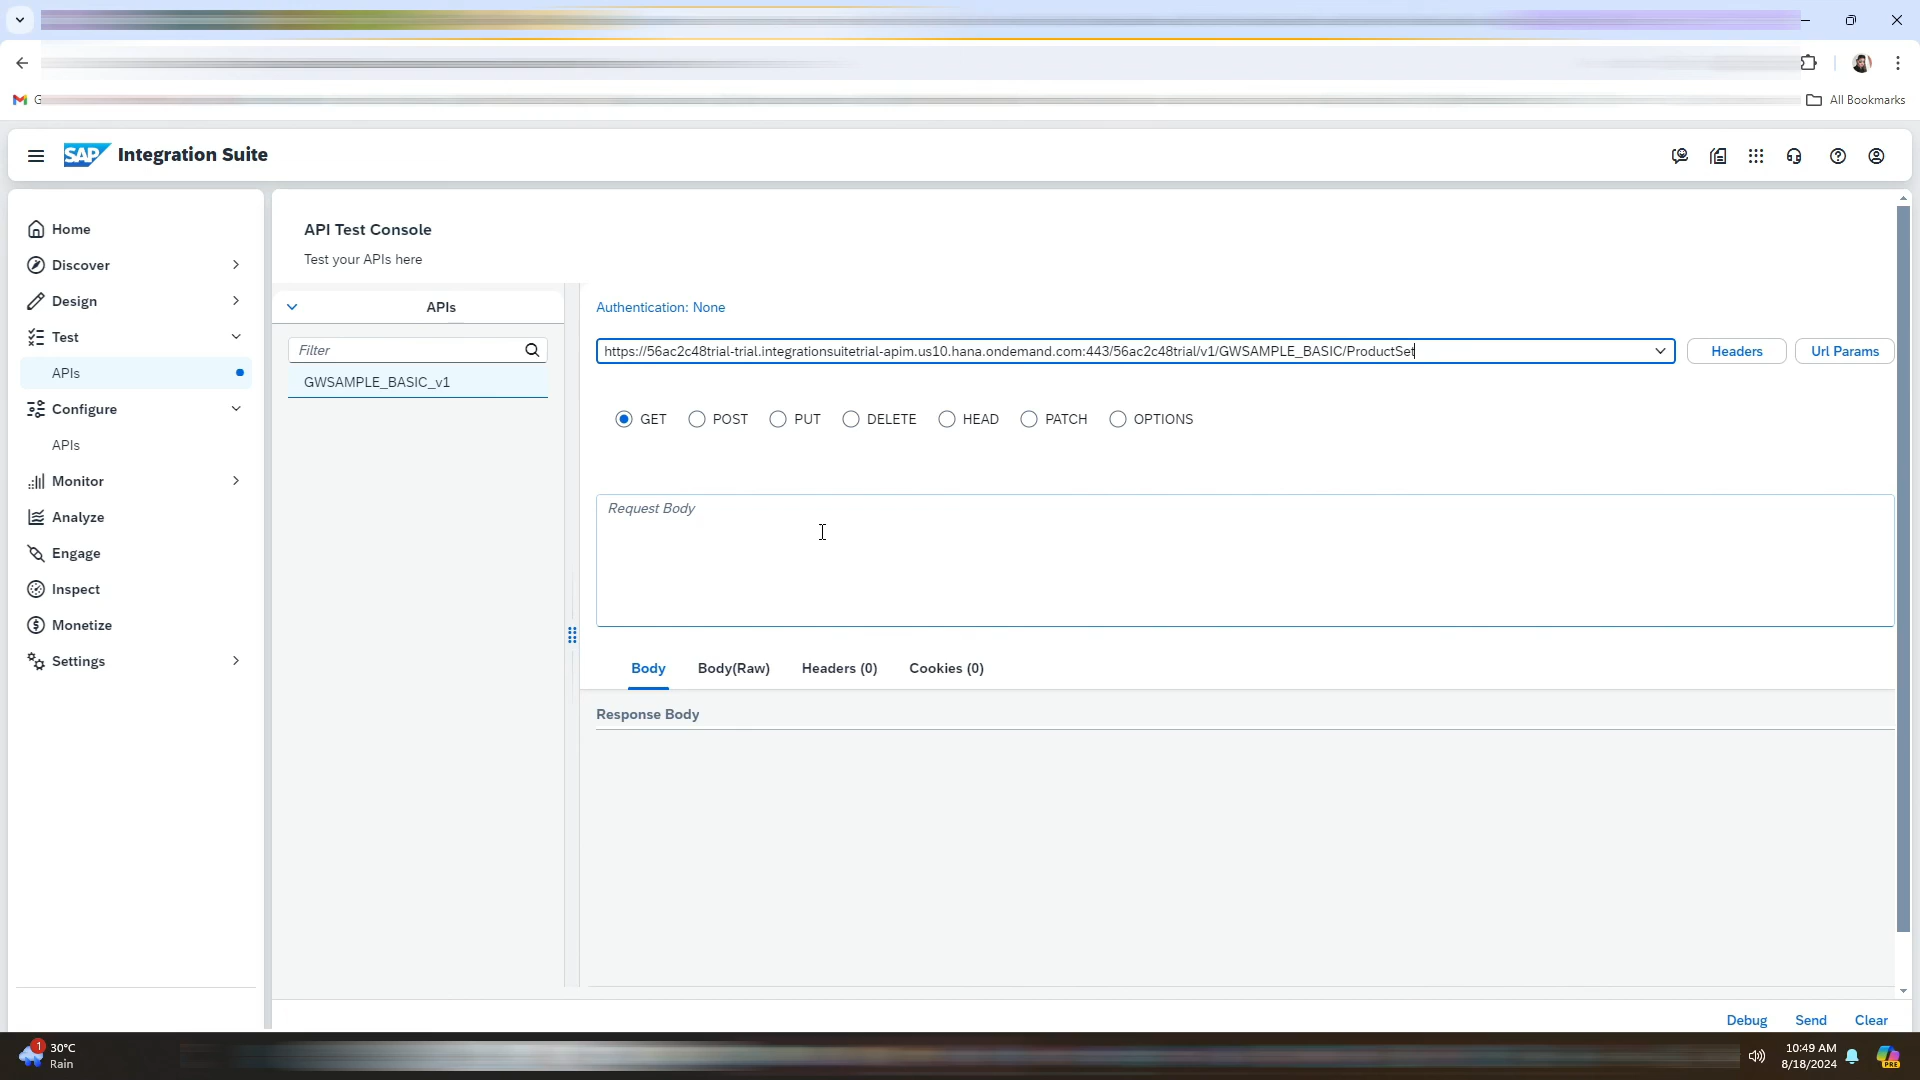 G
All Bookmarks
SAP Integration Suite
Home
Discover
Design
Test
APIs
Configure
APIs
Monitor
Analyze
Engage
Inspect
Monetize
Settings
API Test Console
Test your APIs here
APIs
Filter
GWSAMPLE_BASIC_v1
Authentication: None
https://56ac2c48trial-trial.integrationsuitetrial-apim.us10.hana.ondemand.com:443/56ac2c48trial/v1/GWSAMPLE_BASIC/ProductSet
Headers Url Params
GET POST PUT DELETE HEAD PATCH OPTIONS
Request Body
Body Body(Raw) Headers (0) Cookies (0)
Response Body
Debug Send Clear
1 30°C
Rain
10:49 AM
8/18/2024
PRE